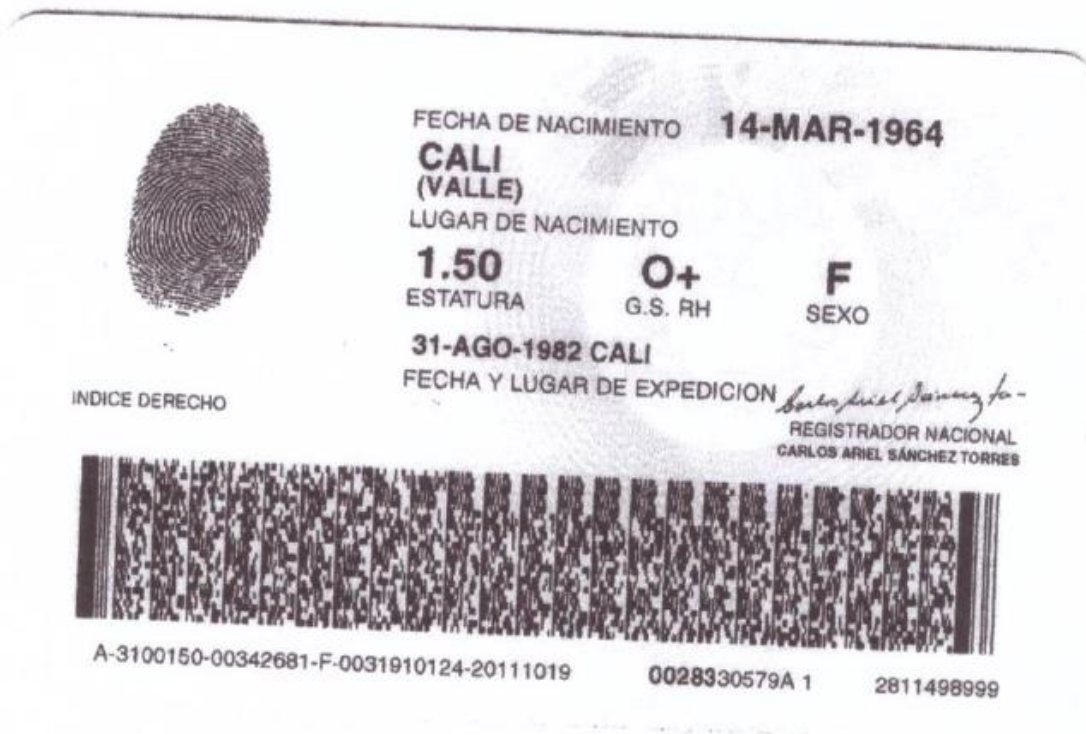 FECHA DE NACIMIENTO 14-MAR-1964
CALI
(VALLE)
LUGAR DE NACIMIENTO
1.50 O+ F
ESTATURA G.S. RH SEXO
31-AGO-1982 CALI
FECHA Y LUGAR DE EXPEDICION
INDICE DERECHO
REGISTRADOR NACIONAL
CARLOS ARIEL SÁNCHEZ TORRES
A-3100150-00342681-F-0031910124-20111019 0028330579A 1 2811498999